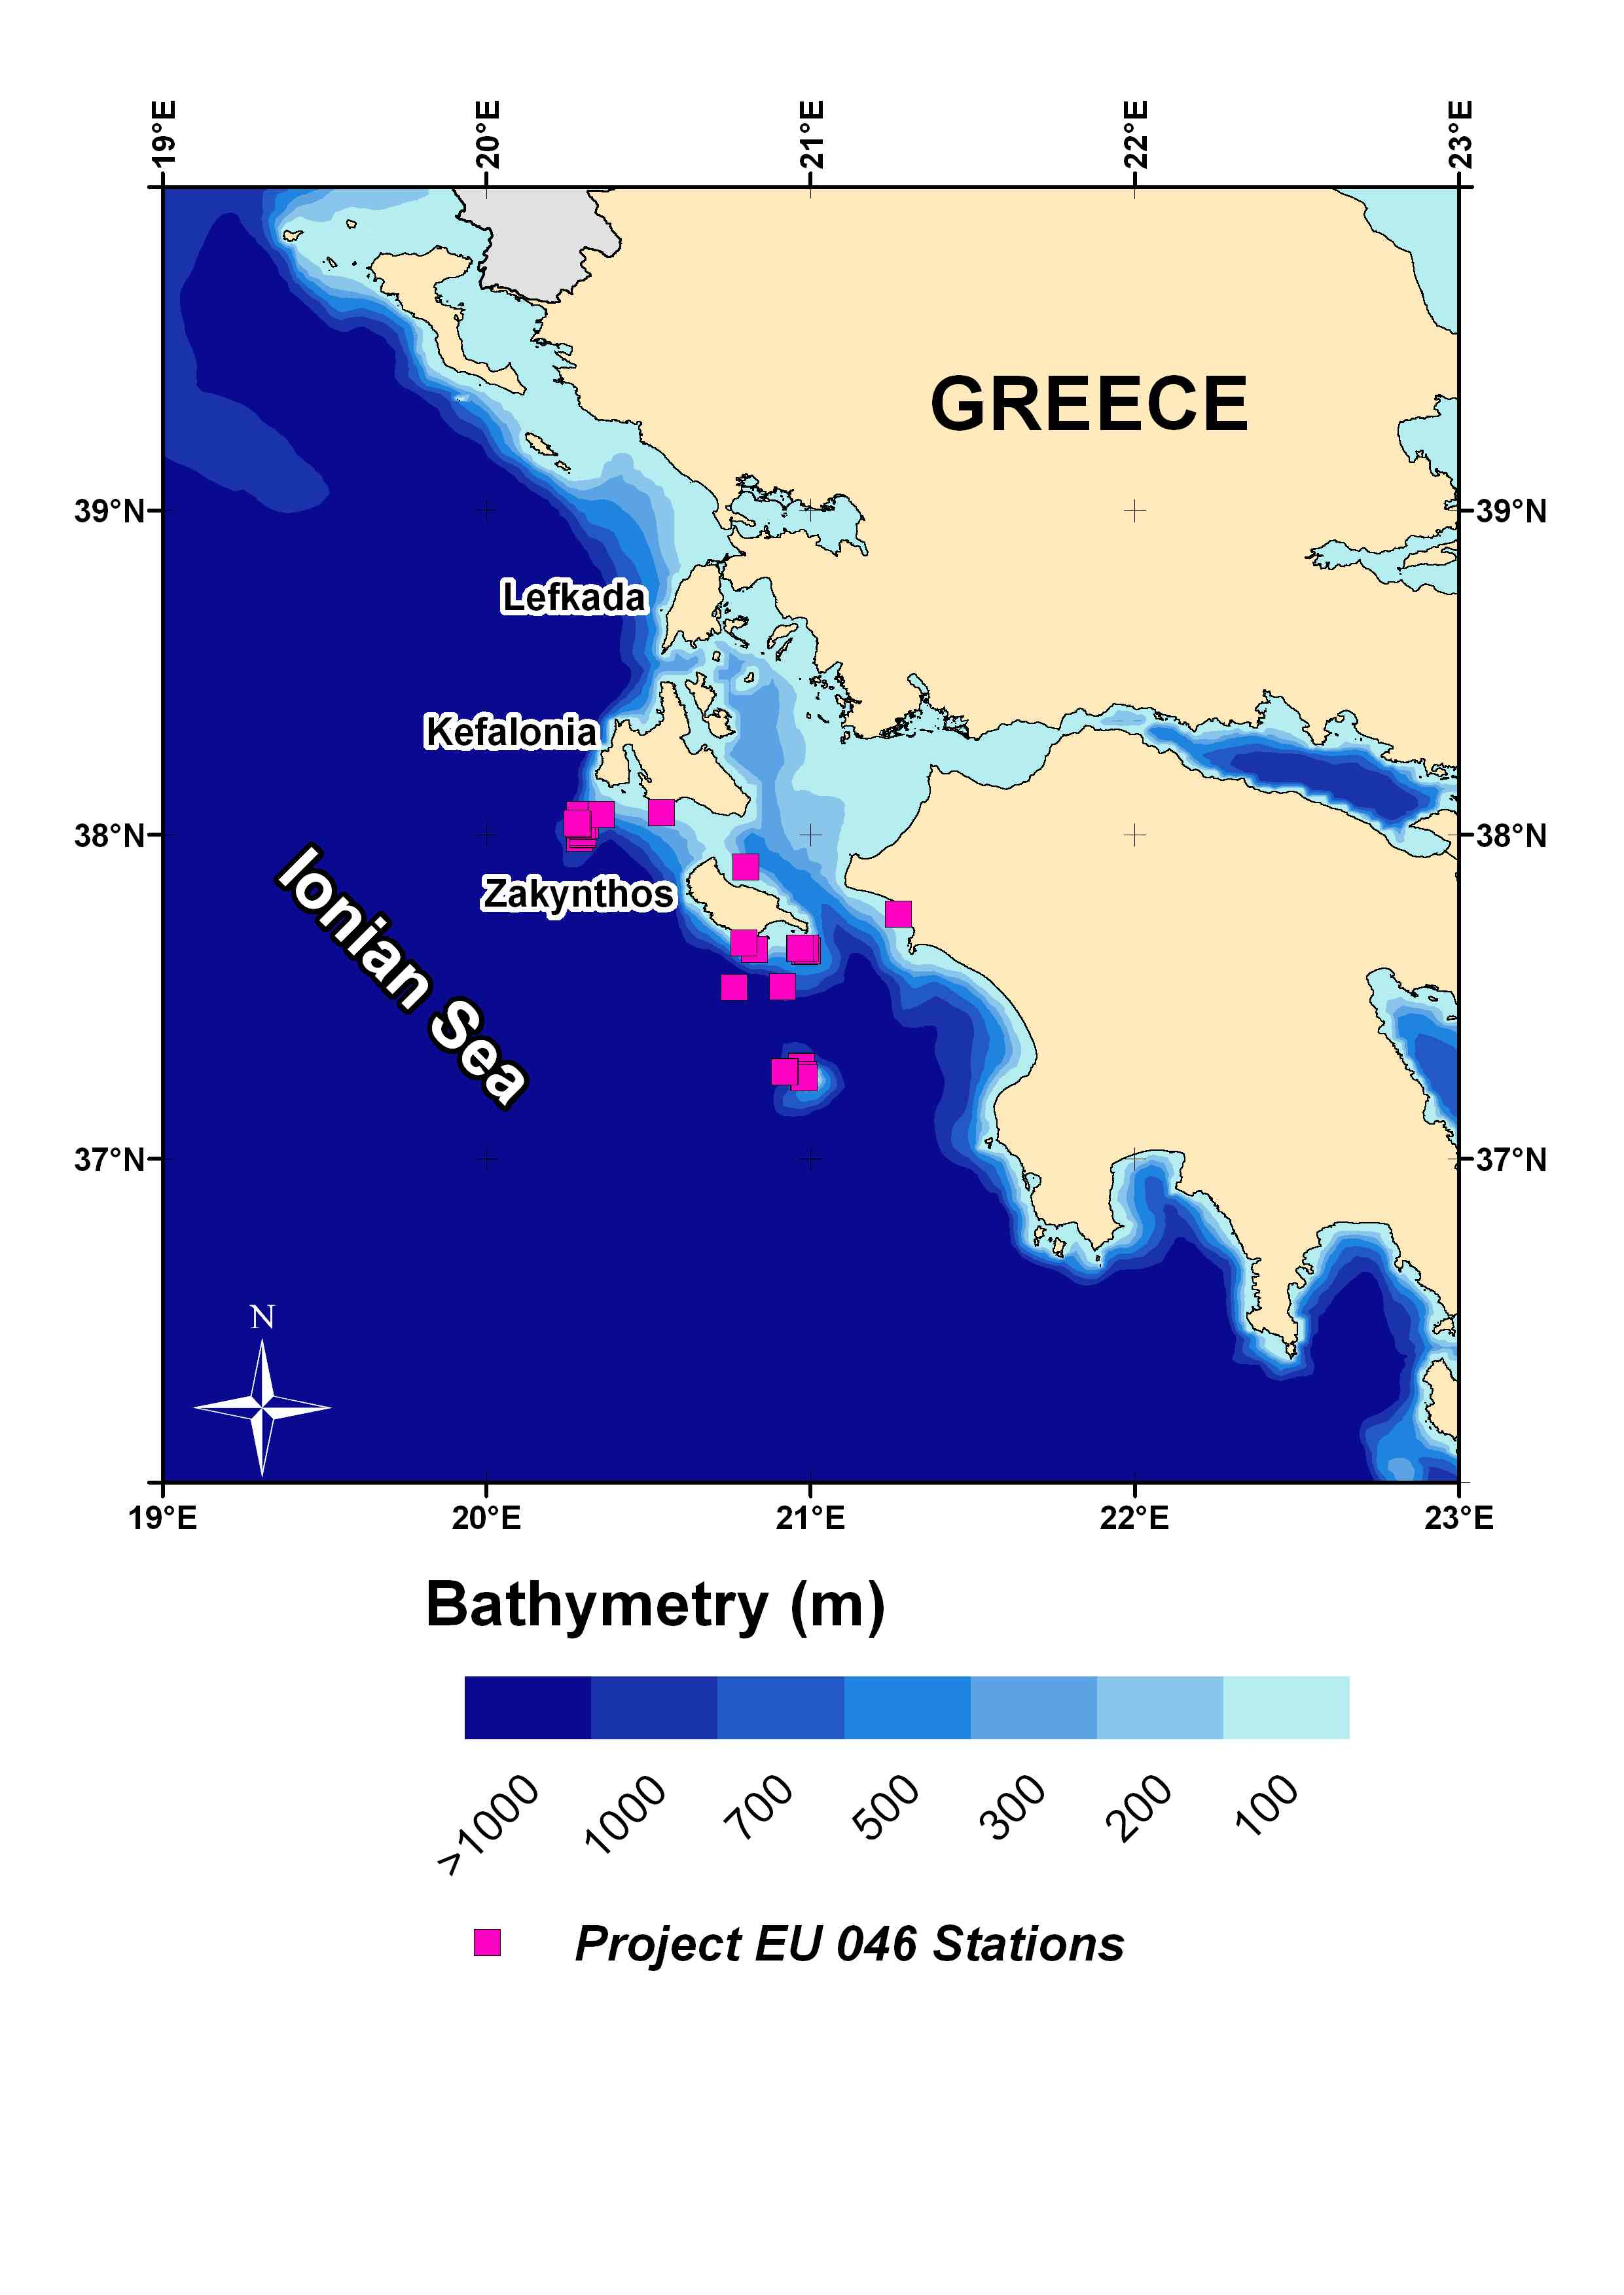 19°E 20°E 21°E 22°E 23°E
GREECE
39°N 39°N
Lefkada
Kefalonia
38°N 38°N
Zakynthos
Ionian Sea
37°N 37°N
N
19°E 20°E 21°E 22°E 23°E
Bathymetry (m)
>1000 1000 700 500 300 200 100
Project EU 046 Stations